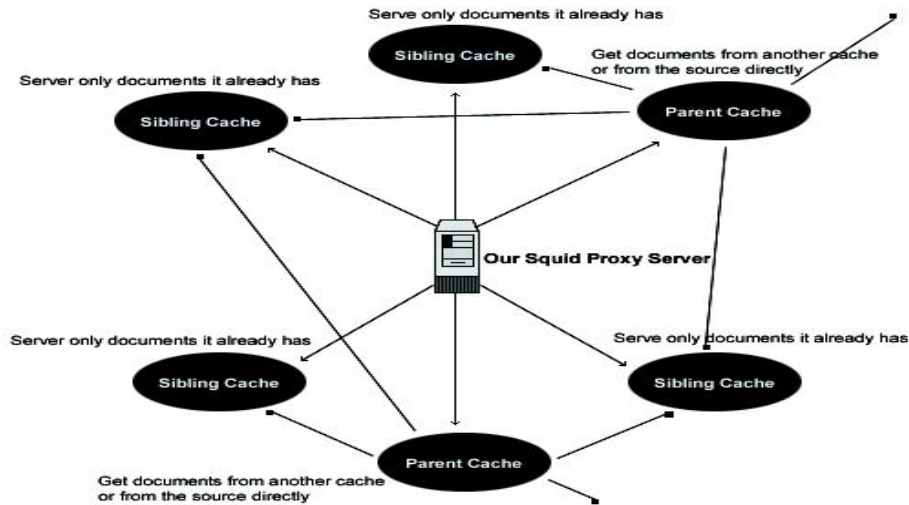 Serve only documents it already has
Sibling Cache
Get documents from another cache
or from the source directly
Server only documents it already has
Sibling Cache
Parent Cache
Our Squid Proxy Server
Server only documents it already has
Serve only documents it already has
Sibling Cache
Sibling Cache
Parent Cache
Get documents from another cache
or from the source directly